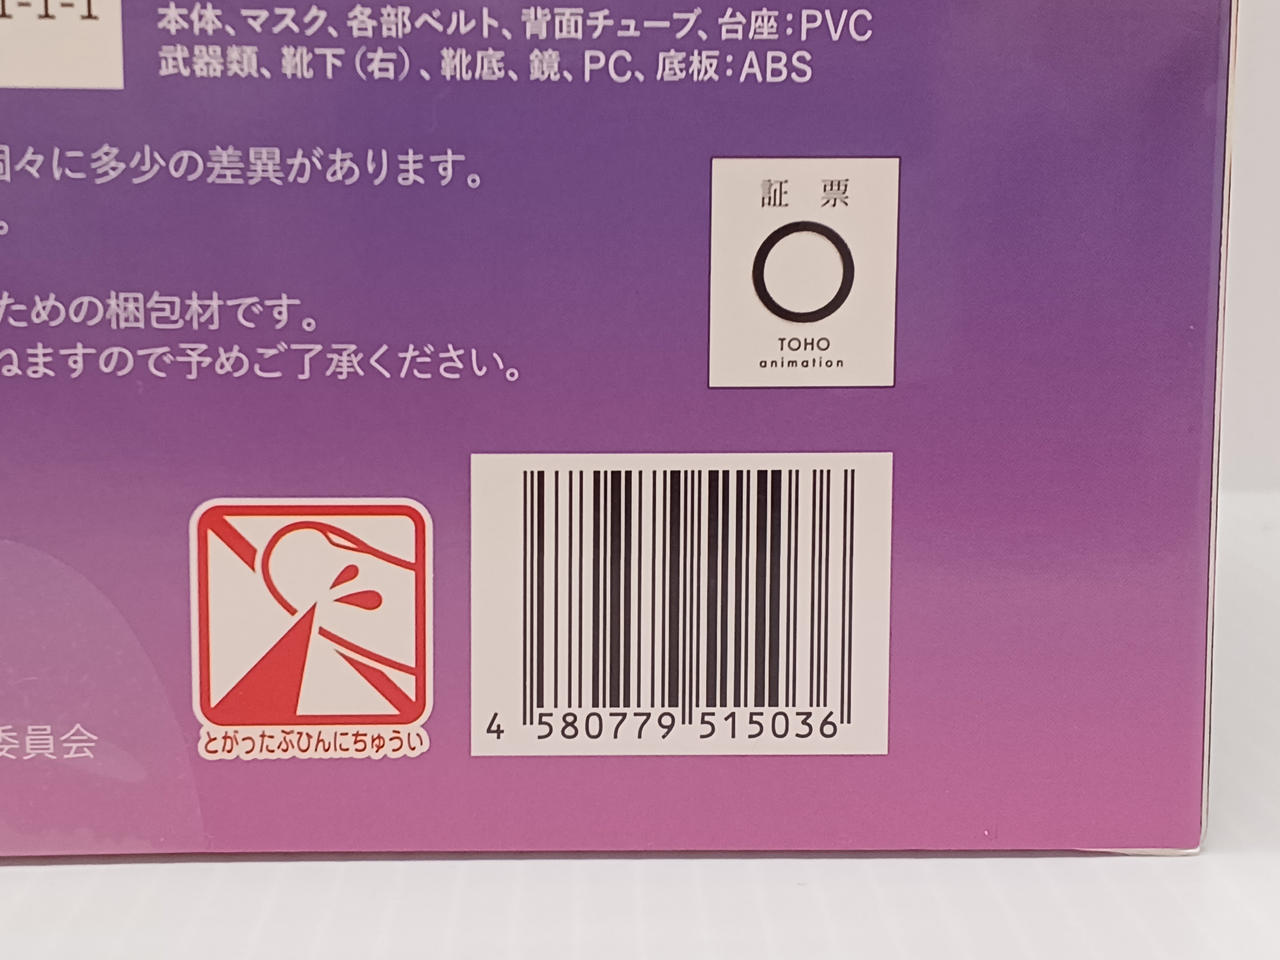 1-1-1
本体、マスク、各部ベルト、背面チューブ、台座：PVC
武器類、靴下（右）、靴底、鏡、PC、底板：ABS
個々に多少の差異があります。
。
ための梱包材です。
ねますので予めご了承ください。
証 票
TOHO
animation
とがったぶひんにちゅうい
4 580779 515036
委員会